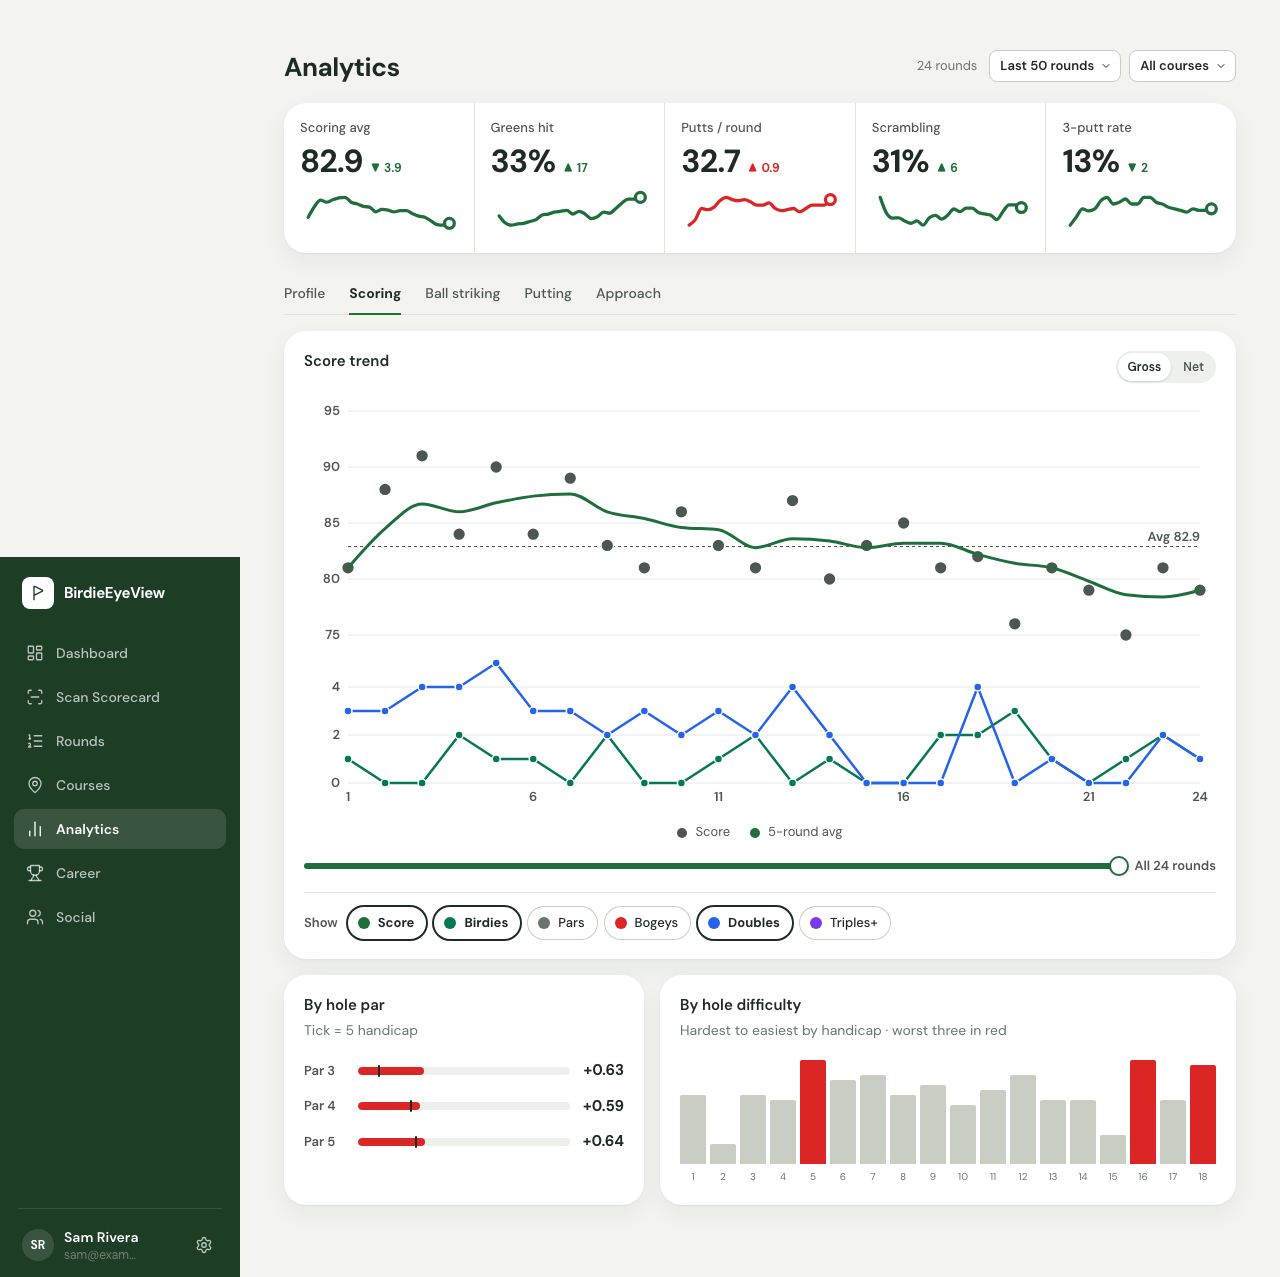 Analytics
24 rounds
Last 50 rounds
All courses
Scoring avg
82.9 ▼ 3.9
Greens hit
33% ▲ 17
Putts / round
32.7 ▲ 0.9
Scrambling
31% ▲ 6
3-putt rate
13% ▼ 2
Profile
Scoring
Ball striking
Putting
Approach
Score trend
Gross
Net
95
90
85
80
75
Avg 82.9
4
2
0
1 6 11 16 21 24
Score
5-round avg
All 24 rounds
Show
Score
Birdies
Pars
Bogeys
Doubles
Triples+
By hole par
Tick = 5 handicap
Par 3 +0.63
Par 4 +0.59
Par 5 +0.64
By hole difficulty
Hardest to easiest by handicap · worst three in red
1 2 3 4 5 6 7 8 9 10 11 12 13 14 15 16 17 18
BirdieEyeView
Dashboard
Scan Scorecard
Rounds
Courses
Analytics
Career
Social
SR
Sam Rivera
sam@exam...